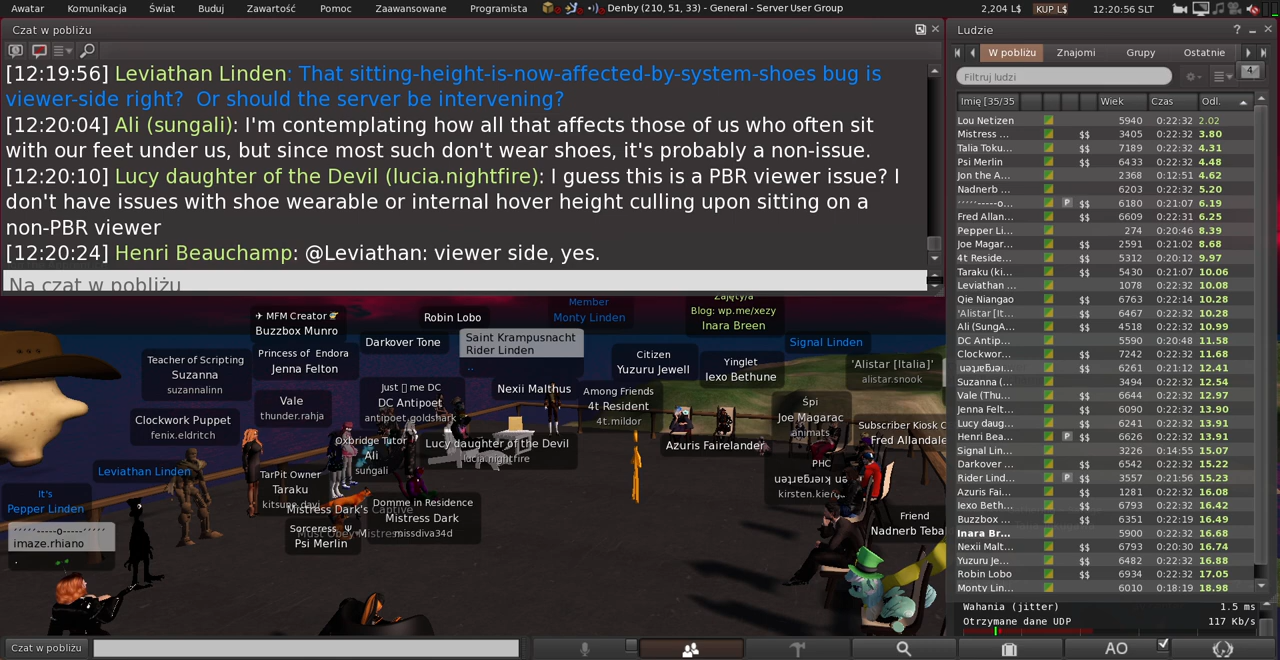 Awatar Komunikacja Świat Buduj Zawartość Pomoc Zaawansowane Programista Denby (210, 51, 33) - General - Server User Group 2,204 L$ KUP L$ 12:20:56 SLT
Czat w pobliżu
[12:19:56] Leviathan Linden: That sitting-height-is-now-affected-by-system-shoes bug is
viewer-side right? Or should the server be intervening?
[12:20:04] Ali (sungali): I'm contemplating how all that affects those of us who often sit
with our feet under us, but since most such don't wear shoes, it's probably a non-issue.
[12:20:10] Lucy daughter of the Devil (lucia.nightfire): I guess this is a PBR viewer issue? I
don't have issues with shoe wearable or internal hover height culling upon sitting on a
non-PBR viewer
[12:20:24] Henri Beauchamp: @Leviathan: viewer side, yes.
Na czat w pobliżu
Member
Monty Linden
Zajęty/a
Blog: wp.me/xezy
Inara Breen
✈ MFM Creator
Buzzbox Munro
Robin Lobo
Darkover Tone
Saint Krampusnacht
Rider Linden
..
Signal Linden
Teacher of Scripting
Suzanna
suzannalinn
Princess of Endora
Jenna Felton
Citizen
Yuzuru Jewell
Yinglet
Iexo Bethune
'Alistar [Italia]'
alistar.snook
Vale
thunder.rahja
Just me DC
DC Antipoet
antipoet.goldshark
Nexii Malthus
Among Friends
4t Resident
4t.mildor
Śpi
Joe Magarac
animats
Clockwork Puppet
fenix.eldritch
Oxbridge Tutor
Ali
sungali
Lucy daughter of the Devil
lucia.nightfire
Azuris Fairelander
Subscriber Kiosk C
Fred Allandale
Leviathan Linden
TarPit Owner
Taraku
kitsune.davi
PHC
kirsten.kie
It's
Pepper Linden
Mistress Dark's Captive
Domme in Residence
Mistress Dark
missdiva34d
Friend
Nadnerb Teba
Sorceress Ψ
Must Obey Mistress
Psi Merlin
′′′′′-----o-----′′′′′
imaze.rhiano
.
Czat w pobliżu
Ludzie
W pobliżu Znajomi Grupy Ostatnie 4
Filtruj ludzi
Imię [35/35 Wiek Czas Odl.
Lou Netizen 5940 0:22:32 2.02
Mistress ... $$ 3405 0:22:32 3.80
Talia Toku... $$ 7189 0:22:32 4.31
Psi Merlin $$ 6433 0:22:32 4.48
Jon the A... 2368 0:12:51 4.62
Nadnerb ... 6203 0:22:32 5.20
′′′′′-----o... P $$ 6180 0:21:07 6.19
Fred Allan... $$ 6609 0:22:31 6.25
Pepper Li... 274 0:20:46 8.39
Joe Magar... $$ 2591 0:21:02 8.68
4t Reside... $$ 5312 0:20:12 9.97
Taraku (ki... $$ 5430 0:21:07 10.06
Leviathan ... 1078 0:22:32 10.08
Qie Niangao $$ 6763 0:22:14 10.28
'Alistar [It... $$ 6467 0:22:32 10.28
Ali (SungA... $$ 4518 0:22:32 10.99
DC Antip... 5590 0:20:48 11.58
Clockwor... $$ 7242 0:22:32 11.68
$$ 6261 0:21:12 12.41
Suzanna (... 3494 0:22:32 12.54
Vale (Thu... $$ 6644 0:22:32 12.97
Jenna Felt... $$ 6090 0:22:32 13.90
Lucy daug... $$ 6241 0:22:32 13.91
Henri Bea... P $$ 6626 0:22:32 13.91
Signal Lin... 3226 0:14:55 15.07
Darkover ... $$ 6542 0:22:32 15.22
Rider Lind... P $$ 3557 0:21:56 15.23
Azuris Fai... $$ 1281 0:22:32 16.08
Iexo Beth... $$ 6793 0:22:32 16.42
Buzzbox ... $$ 6351 0:22:19 16.49
Inara Br... 5900 0:22:32 16.68
Nexii Malt... $$ 6793 0:20:30 16.74
Yuzuru Je... $$ 6482 0:22:32 16.88
Robin Lobo $$ 6934 0:22:32 17.05
Monty Lin... 6010 0:18:19 18.98
Wahania (jitter) 1.5 ms
Otrzymane dane UDP 117 Kb/s
AO